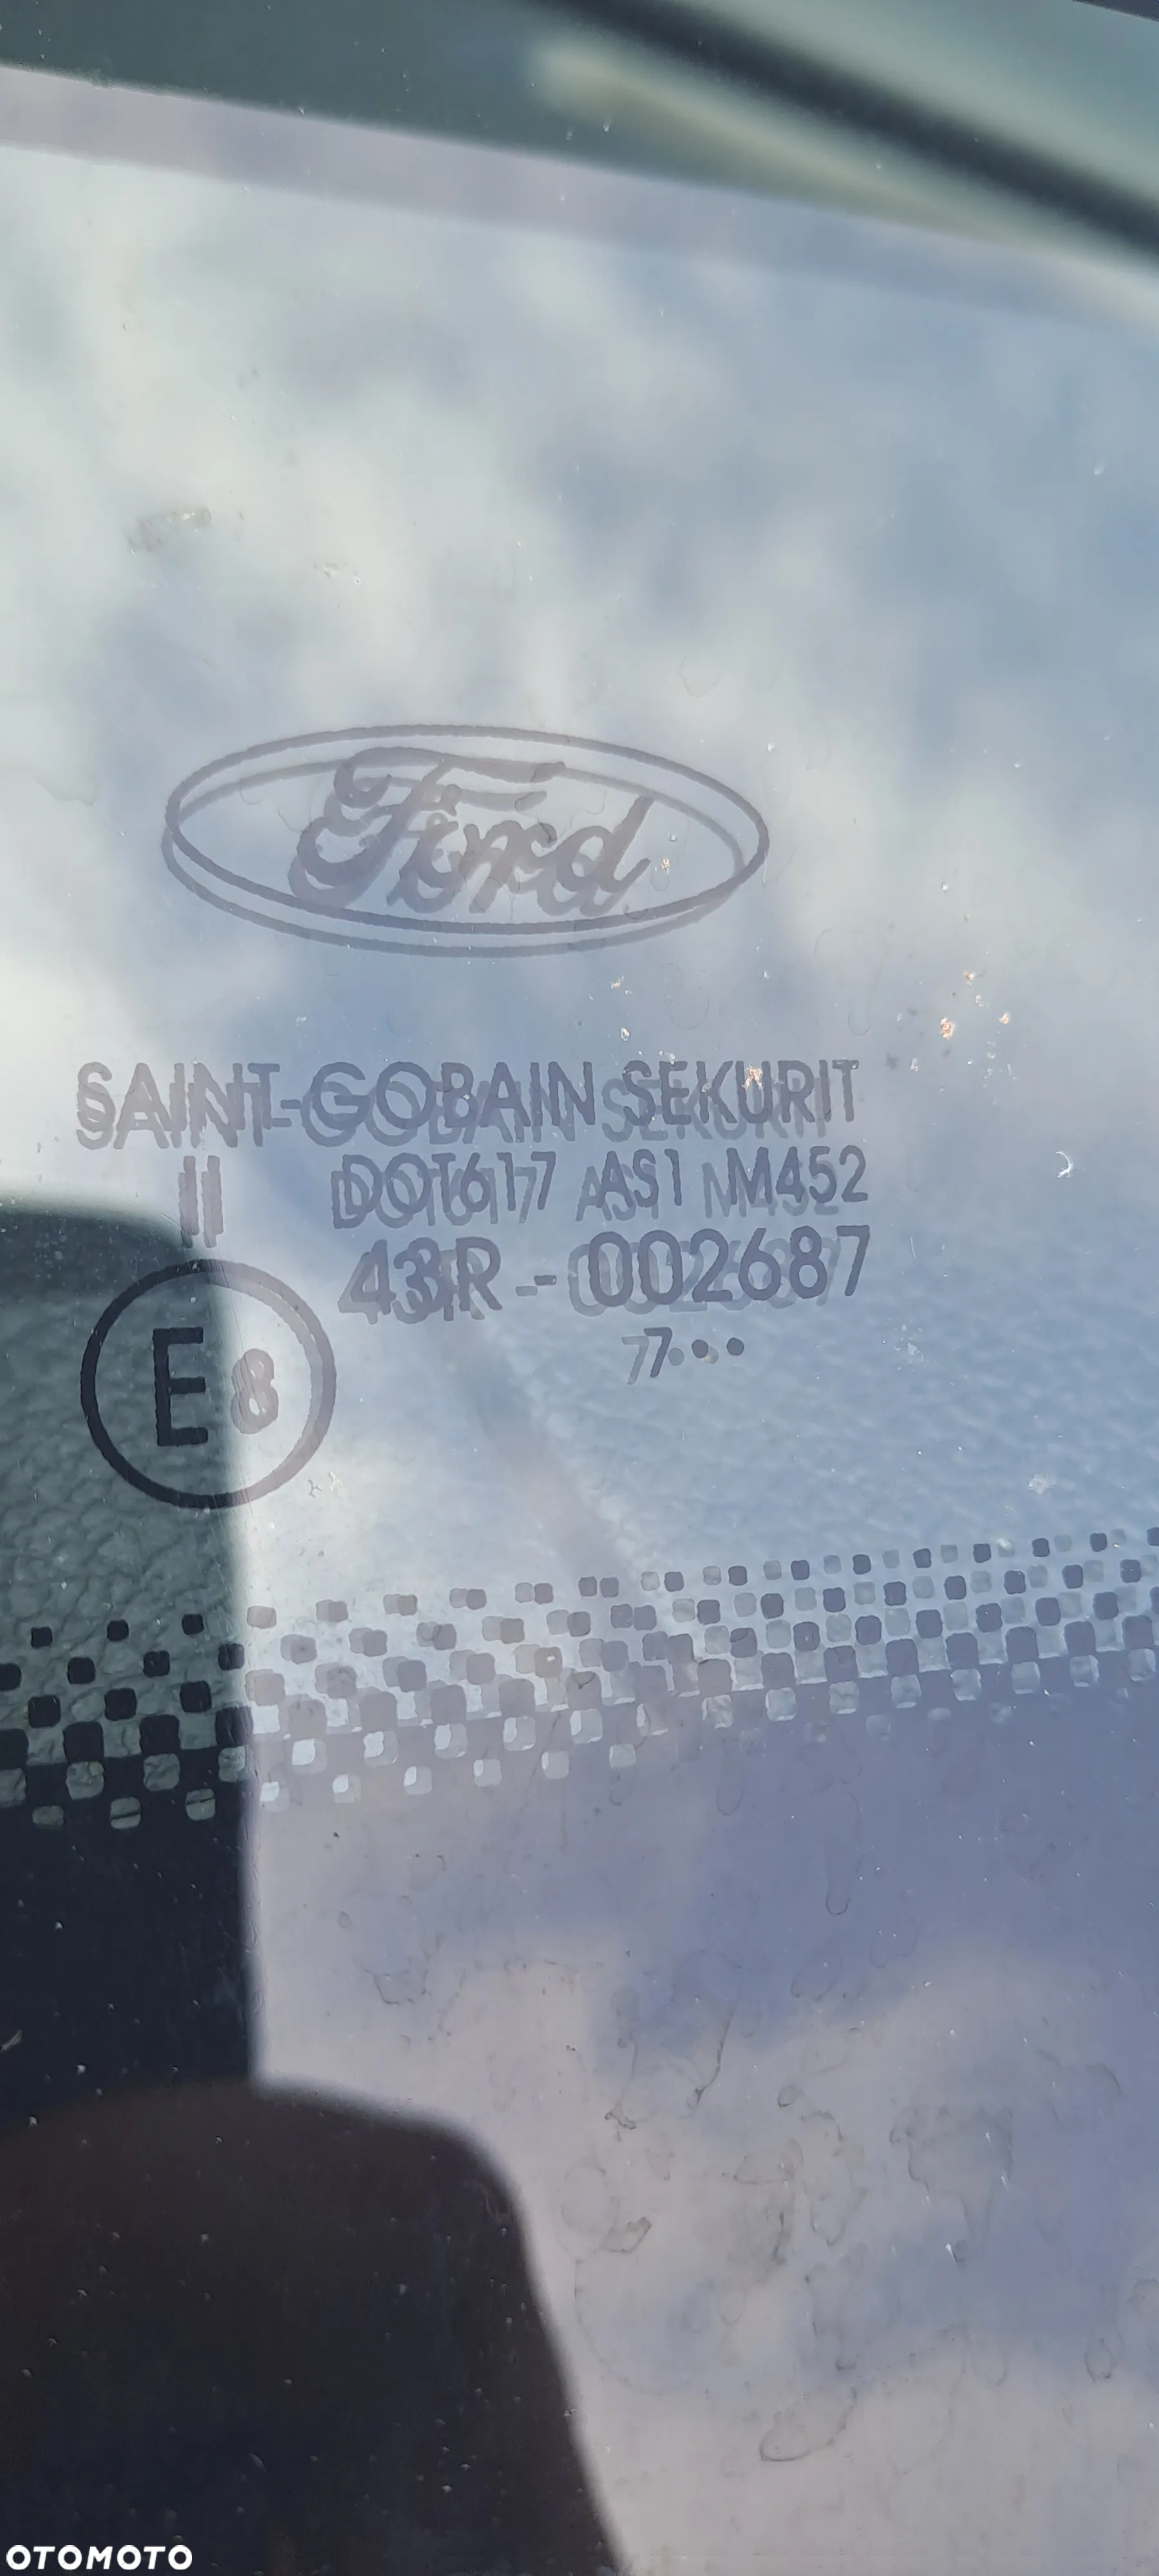 Ford
SAINT-GOBAIN SEKURIT
II DOT617 AS1 M452
43R - 002687
E8
7•••
OTOMOTO